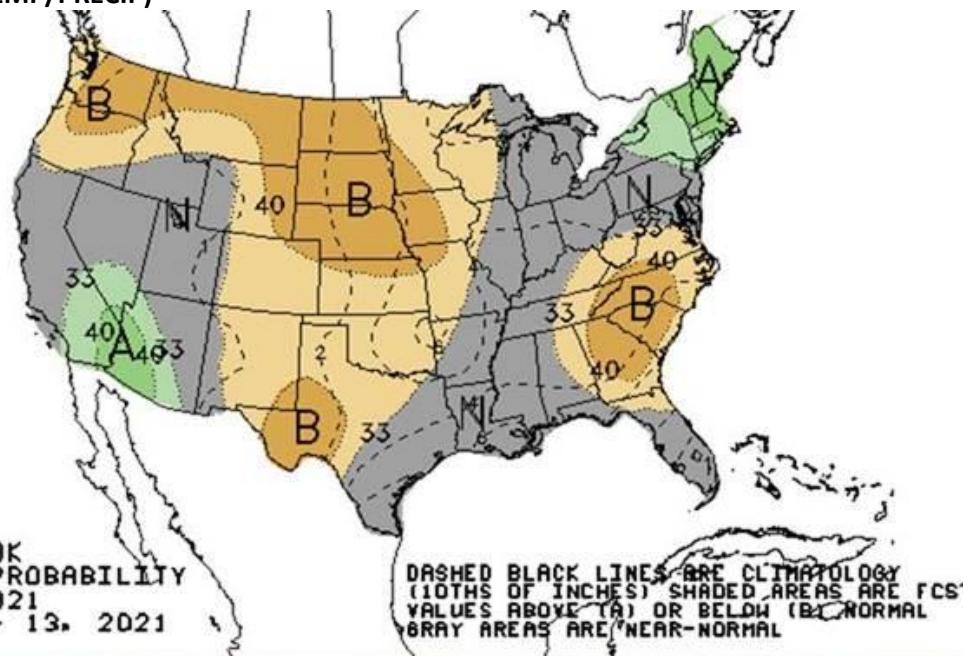 B
A
N
40
B
N
33
33
40
33
B
40
A
40
33
2
8
40
B
33
N
PROBABILITY
13, 2021
DASHED BLACK LINES ARE CLIMATOLOGY
(10THS OF INCHES) SHADED AREAS ARE FCST
VALUES ABOVE (A) OR BELOW (B) NORMAL
GRAY AREAS ARE NEAR-NORMAL